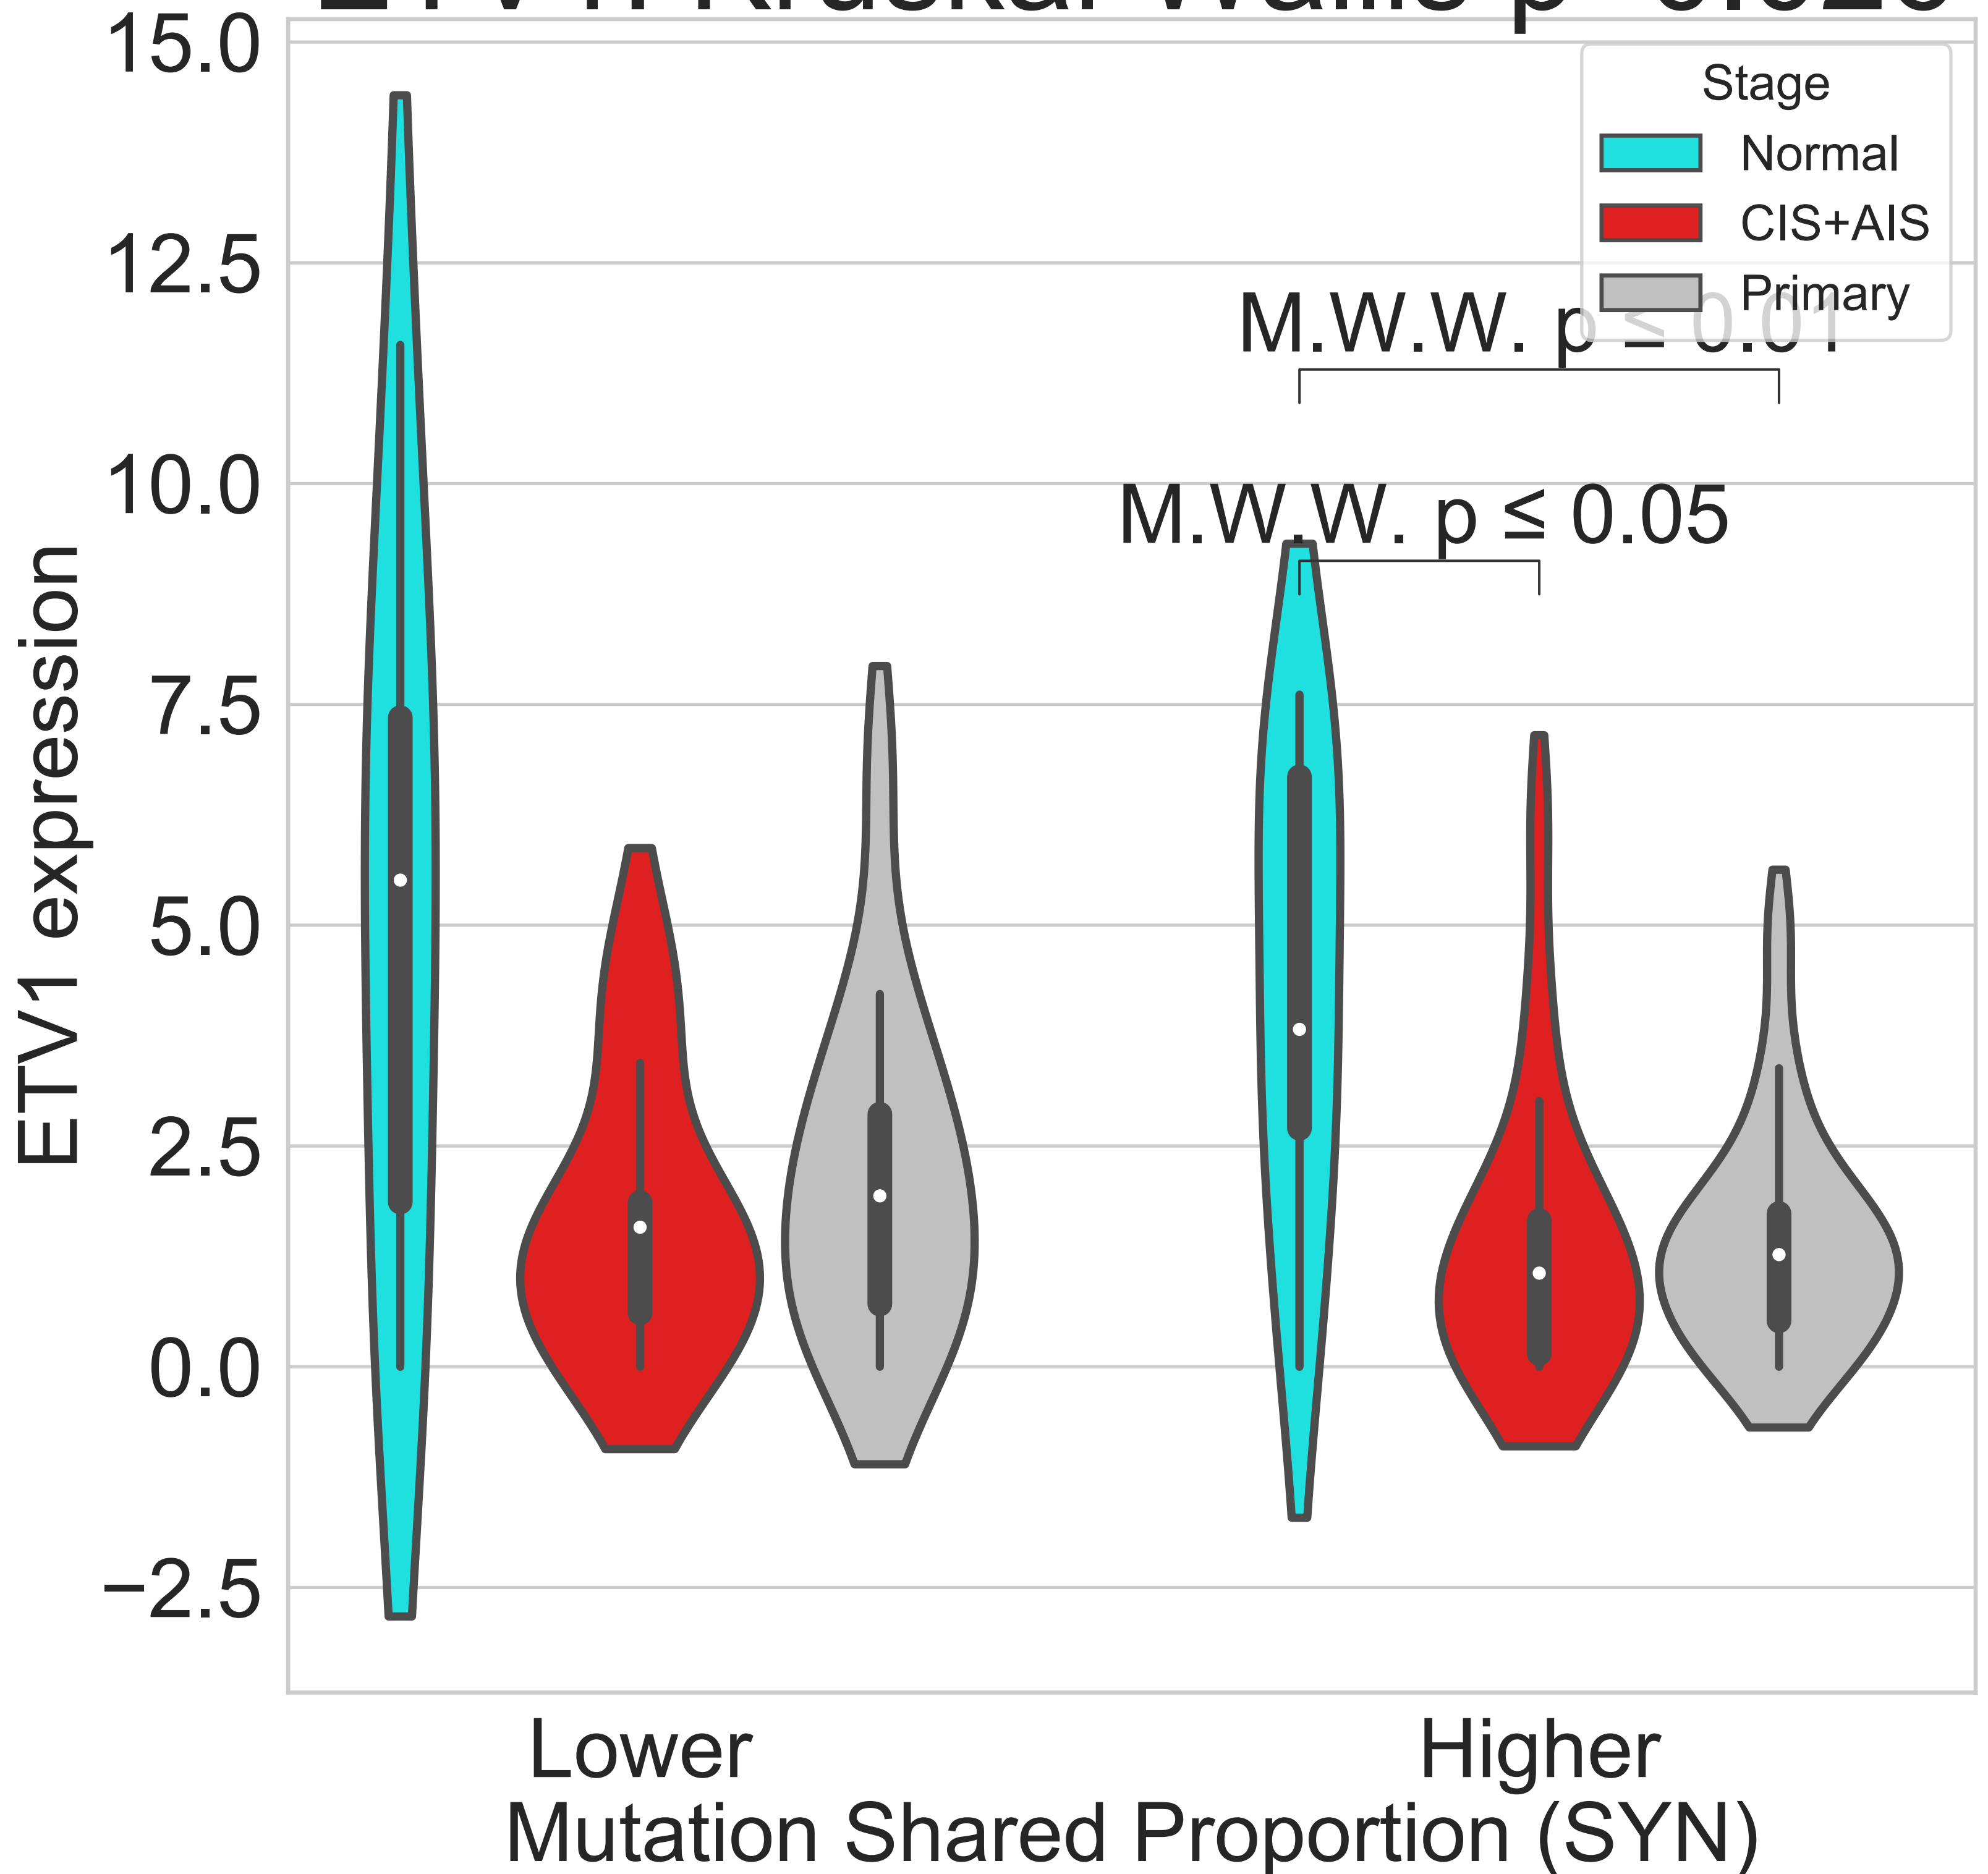 15.0
12.5
10.0
7.5
5.0
2.5
0.0
−2.5
ETV1 expression
Stage
Normal
CIS+AIS
Primary
M.W.W. p ≤ 0.01
M.W.W. p ≤ 0.05
Lower
Higher
Mutation Shared Proportion (SYN)